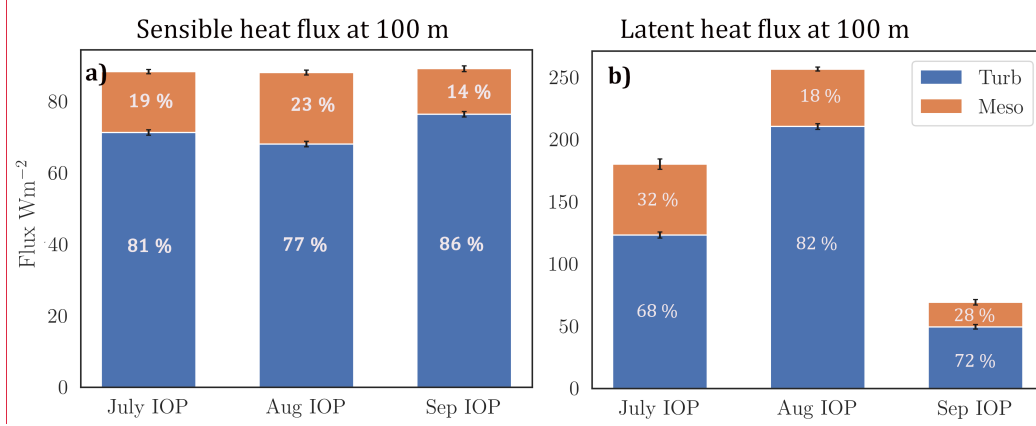 Sensible heat flux at 100 m
Latent heat flux at 100 m
a)
80
60
40
20
0
Flux Wm⁻²
19 %
23 %
14 %
81 %
77 %
86 %
July IOP
Aug IOP
Sep IOP
b)
250
200
150
100
50
0
Turb
Meso
32 %
18 %
28 %
68 %
82 %
72 %
July IOP
Aug IOP
Sep IOP